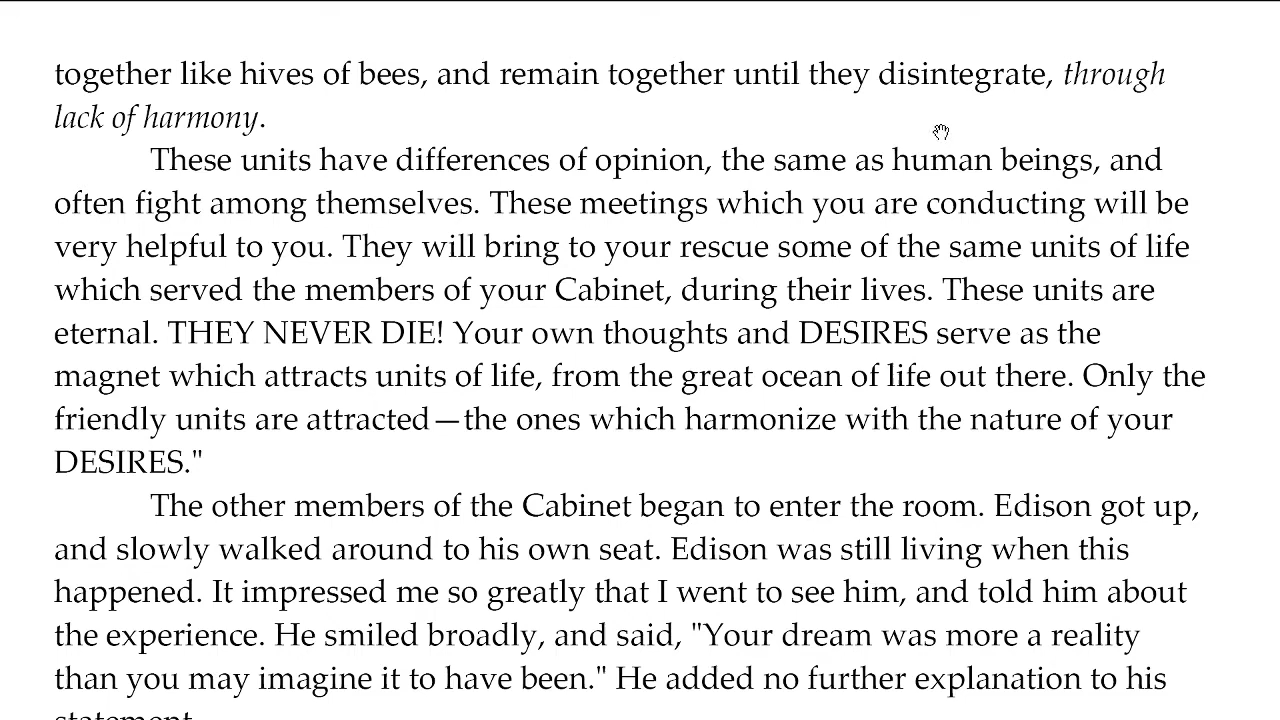 together like hives of bees, and remain together until they disintegrate, through
lack of harmony.
These units have differences of opinion, the same as human beings, and
often fight among themselves. These meetings which you are conducting will be
very helpful to you. They will bring to your rescue some of the same units of life
which served the members of your Cabinet, during their lives. These units are
eternal. THEY NEVER DIE! Your own thoughts and DESIRES serve as the
magnet which attracts units of life, from the great ocean of life out there. Only the
friendly units are attracted—the ones which harmonize with the nature of your
DESIRES."
The other members of the Cabinet began to enter the room. Edison got up,
and slowly walked around to his own seat. Edison was still living when this
happened. It impressed me so greatly that I went to see him, and told him about
the experience. He smiled broadly, and said, "Your dream was more a reality
than you may imagine it to have been." He added no further explanation to his
statement.